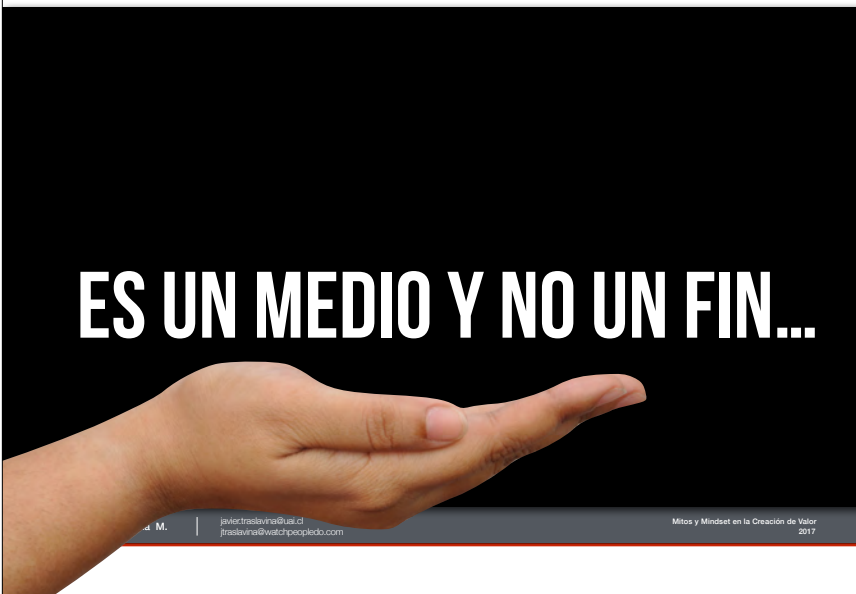 ES UN MEDIO Y NO UN FIN...
a M.
javier.traslavina@uai.cl
jtraslavina@watchpeopledo.com
Mitos y Mindset en la Creación de Valor
2017